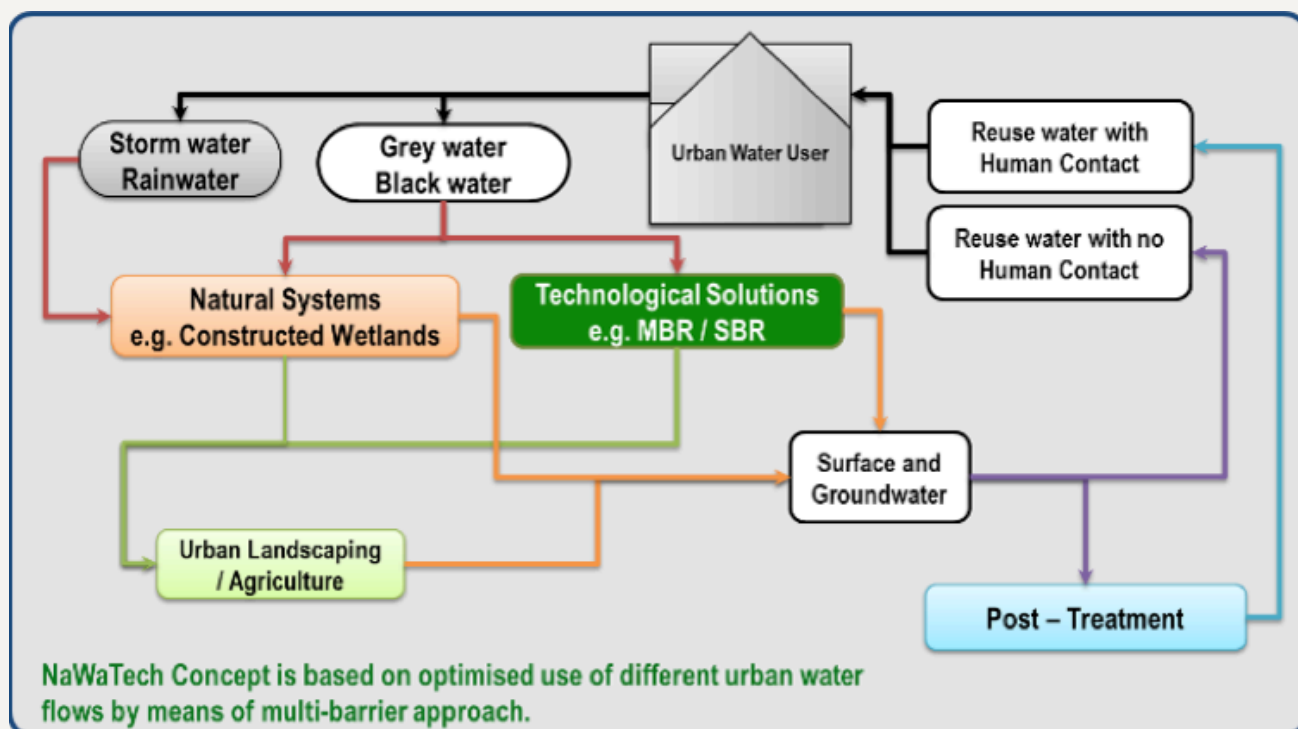 Storm water
Rainwater
Grey water
Black water
Urban Water User
Reuse water with
Human Contact
Reuse water with no
Human Contact
Natural Systems
e.g. Constructed Wetlands
Technological Solutions
e.g. MBR / SBR
Surface and
Groundwater
Urban Landscaping
/ Agriculture
Post – Treatment
NaWaTech Concept is based on optimised use of different urban water
flows by means of multi-barrier approach.